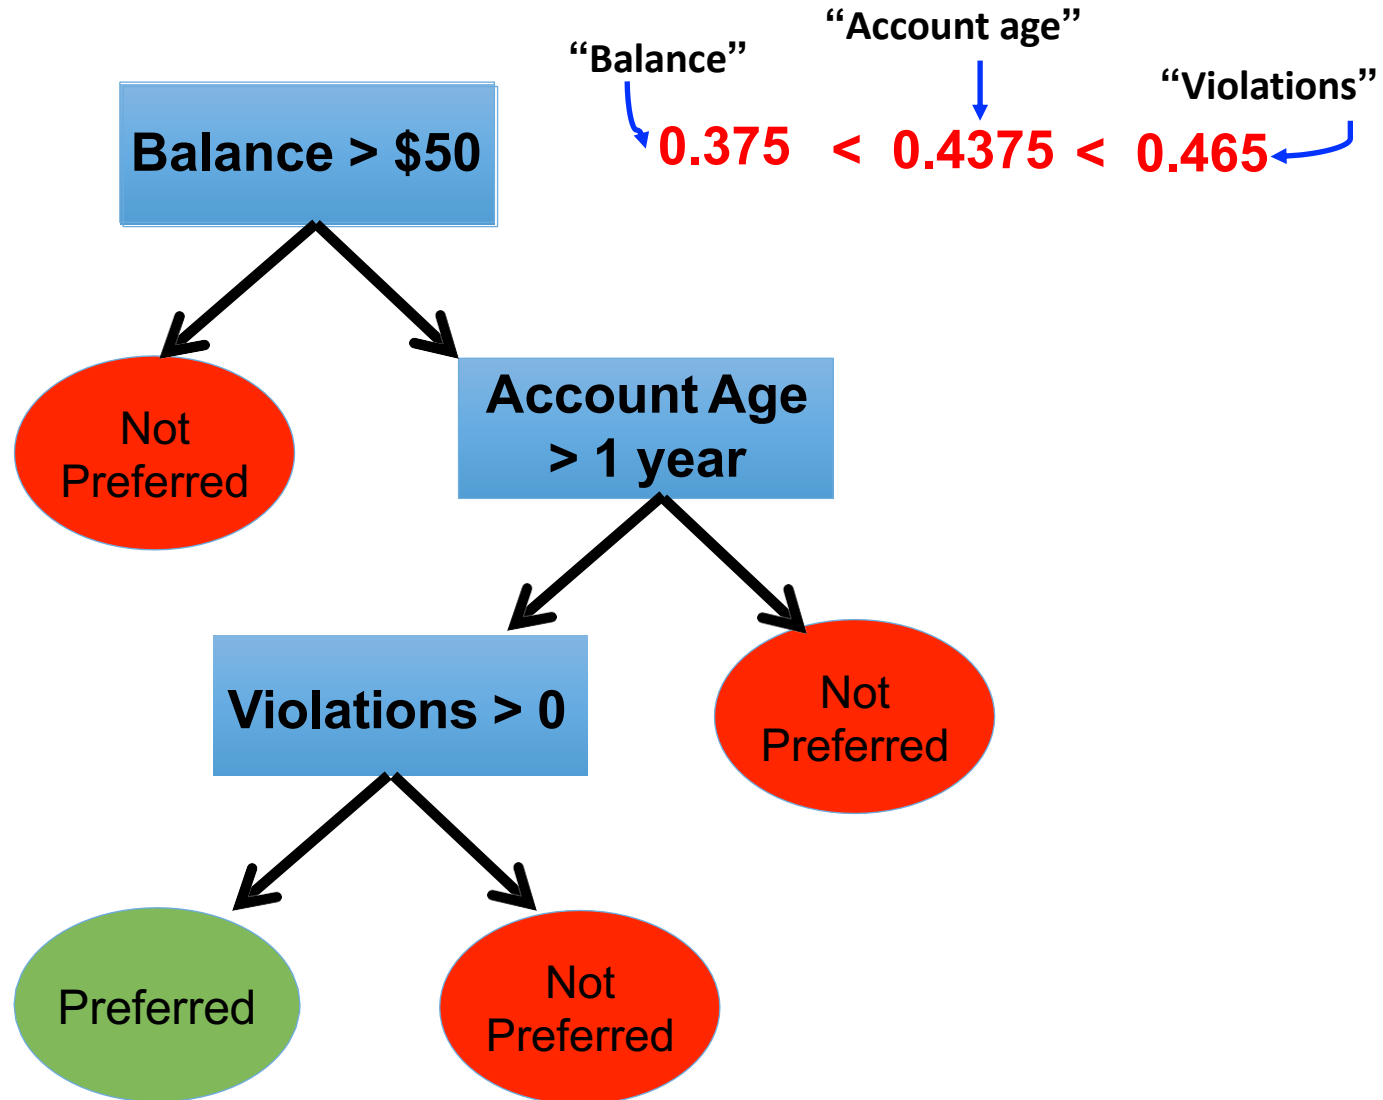 “Account age”
“Balance”
“Violations”
0.375 < 0.4375 < 0.465
Balance > $50
Not
Preferred
Account Age
> 1 year
Violations > 0
Not
Preferred
Preferred
Not
Preferred